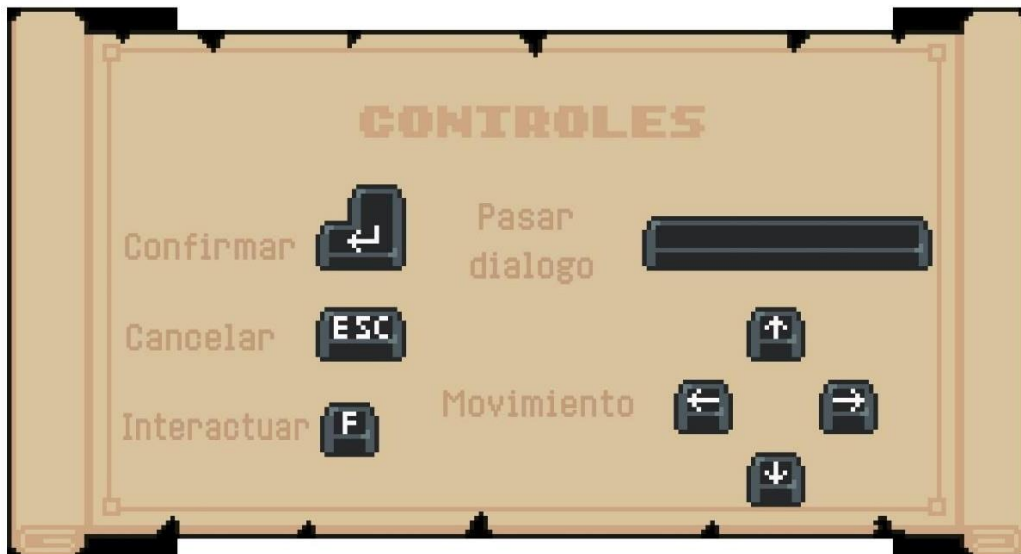 CONTROLES
Confirmar
Pasar
dialogo
Cancelar
ESC
Interactuar
F
Movimiento